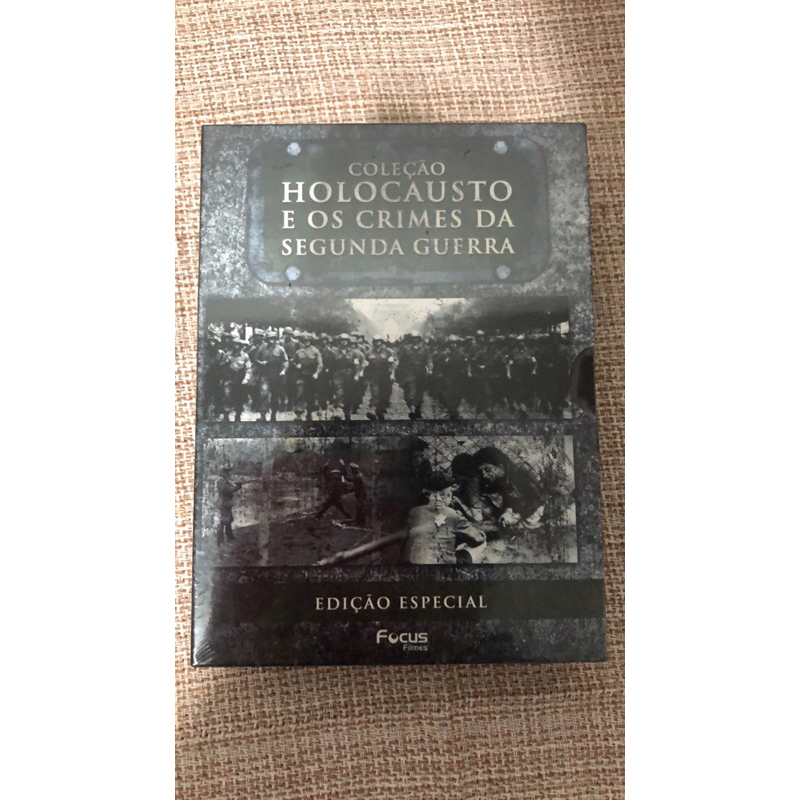 COLEÇÃO
HOLOCAUSTO
E OS CRIMES DA
SEGUNDA GUERRA
EDIÇÃO ESPECIAL
Focus
Filmes